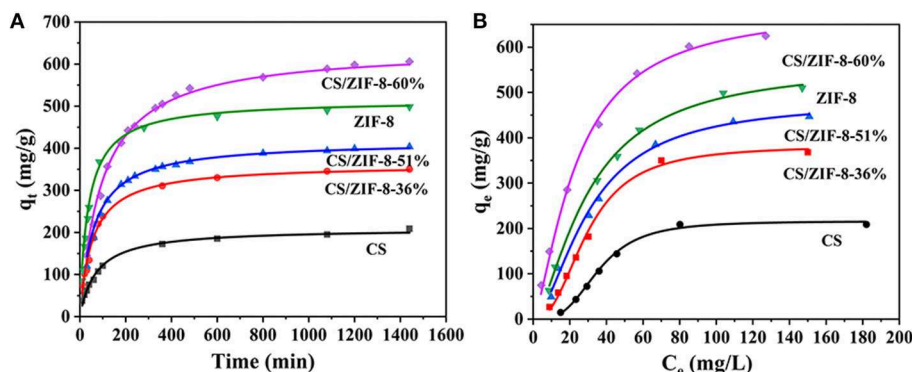 A
700
600
500
400
300
200
100
0
qt (mg/g)
CS/ZIF-8-60%
ZIF-8
CS/ZIF-8-51%
CS/ZIF-8-36%
CS
0 200 400 600 800 1000 1200 1400 1600
Time (min)
B
600
500
400
300
200
100
0
qe (mg/g)
CS/ZIF-8-60%
ZIF-8
CS/ZIF-8-51%
CS/ZIF-8-36%
CS
0 20 40 60 80 100 120 140 160 180 200
Ce (mg/L)